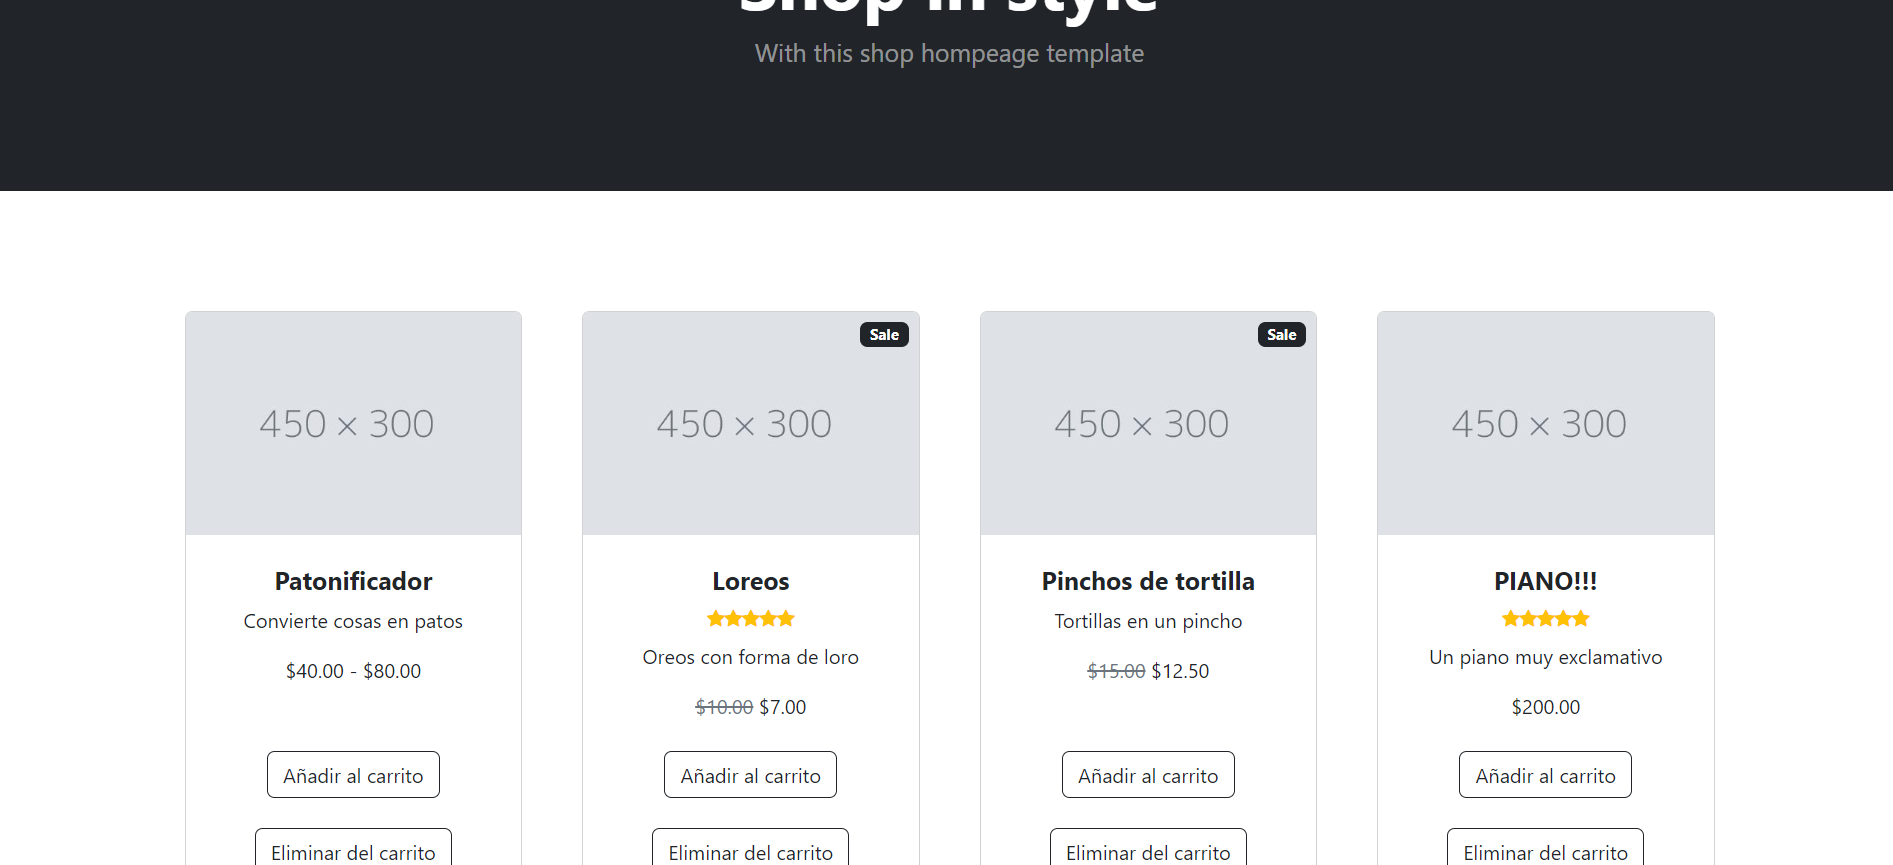 Shop in style
With this shop hompeage template
Sale
Sale
450 × 300
450 × 300
450 × 300
450 × 300
Patonificador
Convierte cosas en patos
$40.00 - $80.00
Añadir al carrito
Eliminar del carrito
Loreos
Oreos con forma de loro
$10.00 $7.00
Añadir al carrito
Eliminar del carrito
Pinchos de tortilla
Tortillas en un pincho
$15.00 $12.50
Añadir al carrito
Eliminar del carrito
PIANO!!!
Un piano muy exclamativo
$200.00
Añadir al carrito
Eliminar del carrito